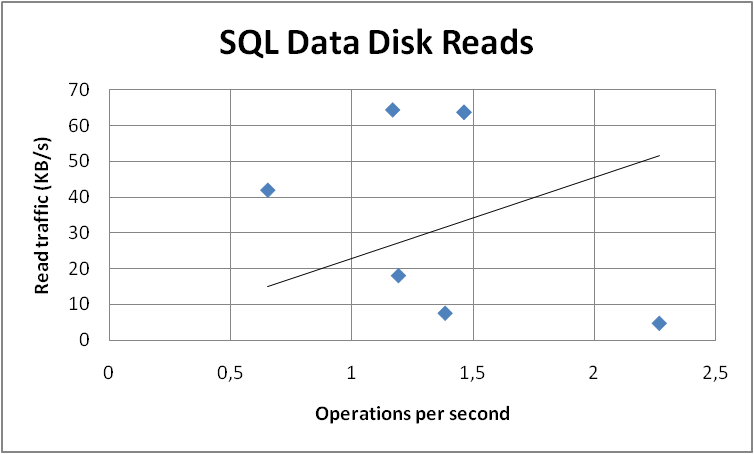 SQL Data Disk Reads
70
60
50
40
30
20
10
0
Read traffic (KB/s)
0 0,5 1 1,5 2 2,5
Operations per second